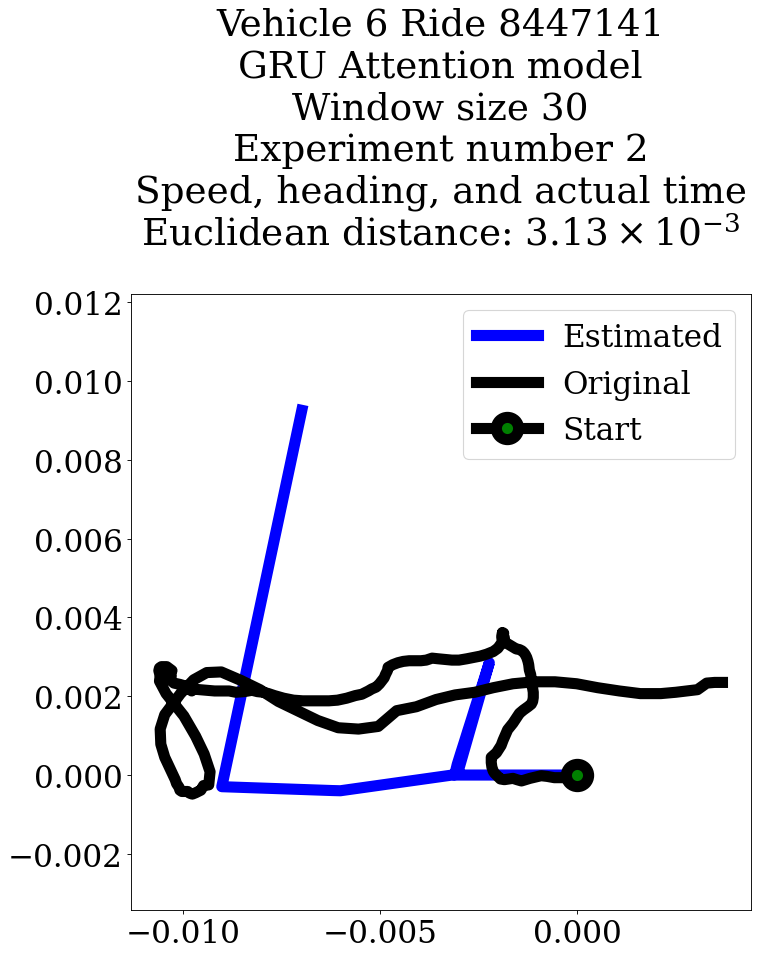 Vehicle 6 Ride 8447141
GRU Attention model
Window size 30
Experiment number 2
Speed, heading, and actual time
Euclidean distance: 3.13 × 10⁻³
0.012
0.010
0.008
0.006
0.004
0.002
0.000
−0.002
Estimated
Original
Start
−0.010 −0.005 0.000